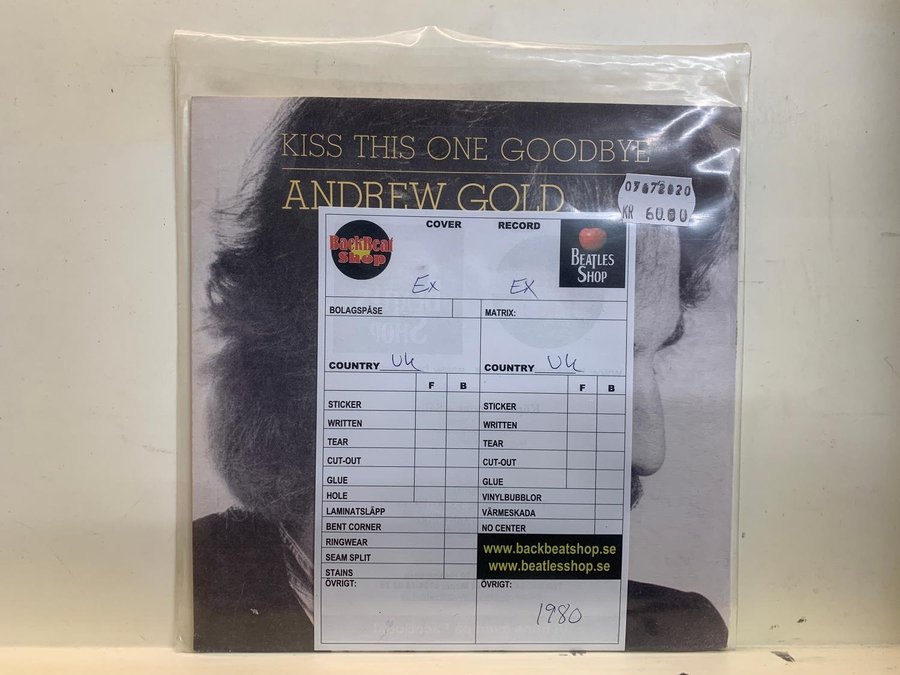 KISS THIS ONE GOODBYE
ANDREW GOLD
07672020
KR 60.00
BackBeat
Shop
COVER
RECORD
BEATLES
SHOP
Ex
EX
BOLAGSPÅSE
MATRIX:
COUNTRY UK
COUNTRY UK
F B
F B
STICKER
STICKER
WRITTEN
WRITTEN
TEAR
TEAR
CUT-OUT
CUT-OUT
GLUE
GLUE
HOLE
VINYLBUBBLOR
LAMINATSLÄPP
VÄRMESKADA
BENT CORNER
NO CENTER
RINGWEAR
www.backbeatshop.se
SEAM SPLIT
www.beatlesshop.se
STAINS
ÖVRIGT:
ÖVRIGT:
1980